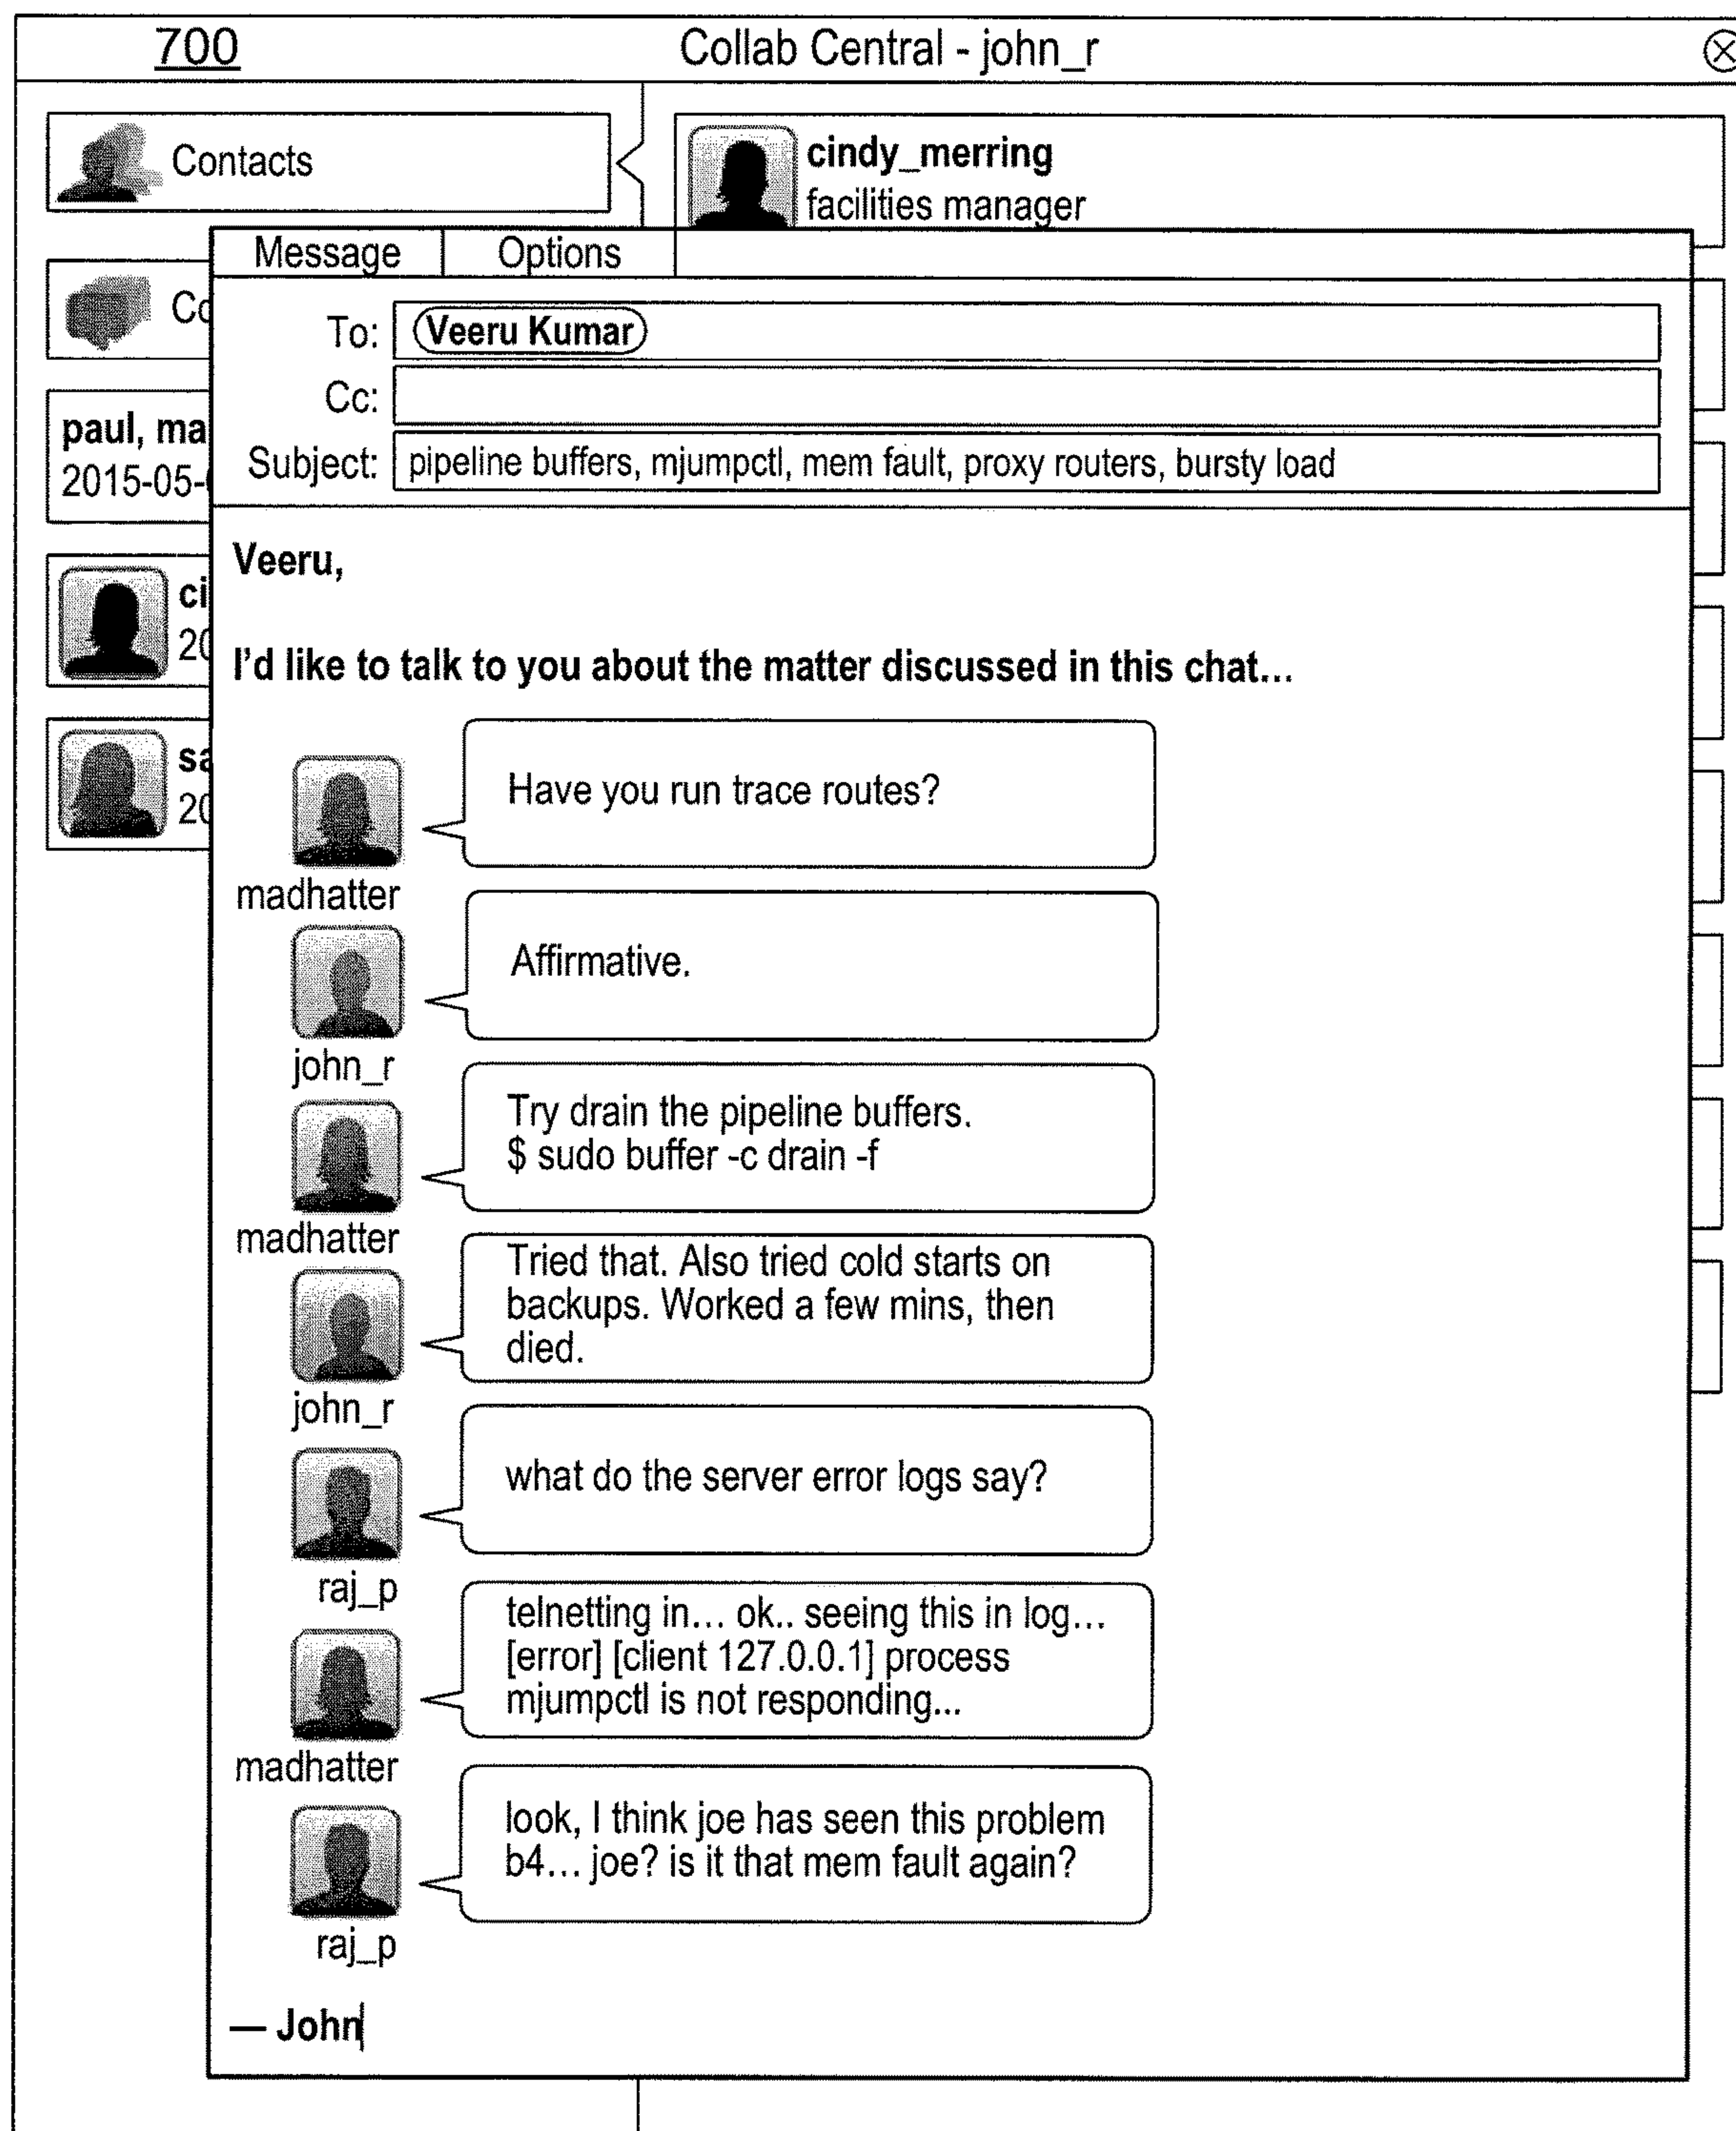 700
Collab Central - john_r
Contacts
cindy_merring
facilities manager
Message
Options
To: Veeru Kumar
Cc:
Subject: pipeline buffers, mjumpctl, mem fault, proxy routers, bursty load
Co
paul, ma
2015-05-
ci
20
sa
20
Veeru,
I'd like to talk to you about the matter discussed in this chat...
Have you run trace routes?
madhatter
Affirmative.
john_r
Try drain the pipeline buffers.
$ sudo buffer -c drain -f
madhatter
Tried that. Also tried cold starts on
backups. Worked a few mins, then
died.
john_r
what do the server error logs say?
raj_p
telnetting in... ok.. seeing this in log...
[error] [client 127.0.0.1] process
mjumpctl is not responding...
madhatter
look, I think joe has seen this problem
b4... joe? is it that mem fault again?
raj_p
— John